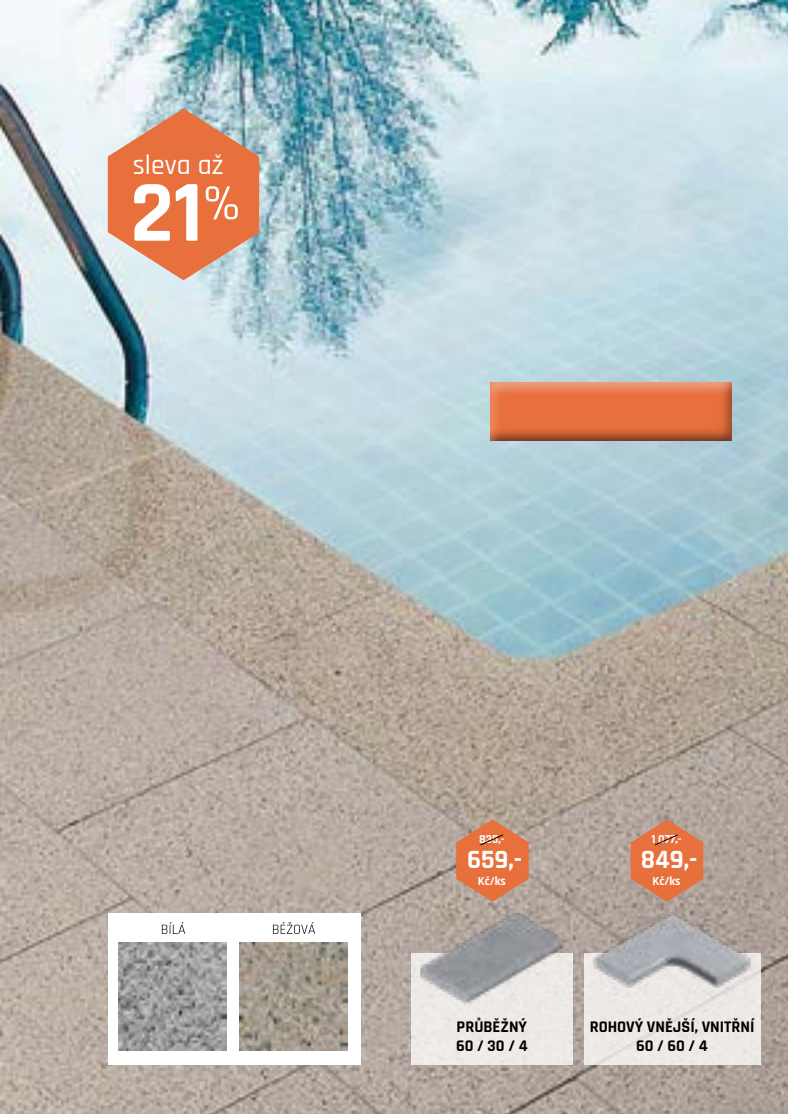 sleva až
21%
659,-
Kč/ks
849,-
Kč/ks
BÍLÁ
BÉŽOVÁ
PRŮBĚŽNÝ
60 / 30 / 4
ROHOVÝ VNĚJŠÍ, VNITŘNÍ
60 / 60 / 4